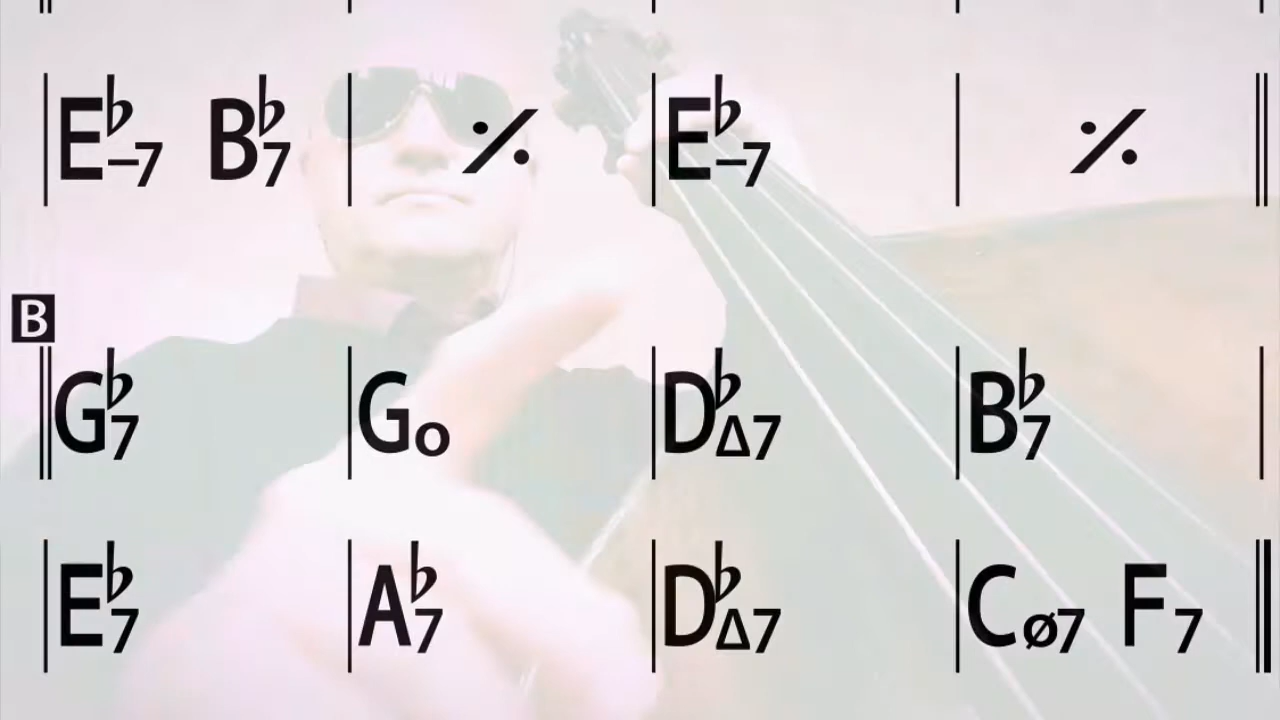 E♭–7 B♭7 | 𝄎 | E♭–7 | 𝄎
B
G♭7 | Go | D♭Δ7 | B♭7
E♭7 | A♭7 | D♭Δ7 | Cø7 F7